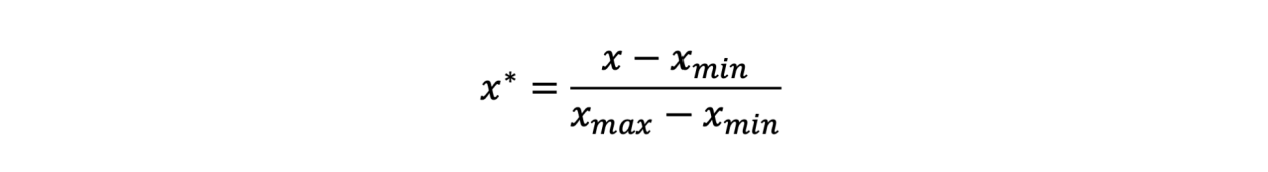 x* = (x − x_min) / (x_max − x_min)